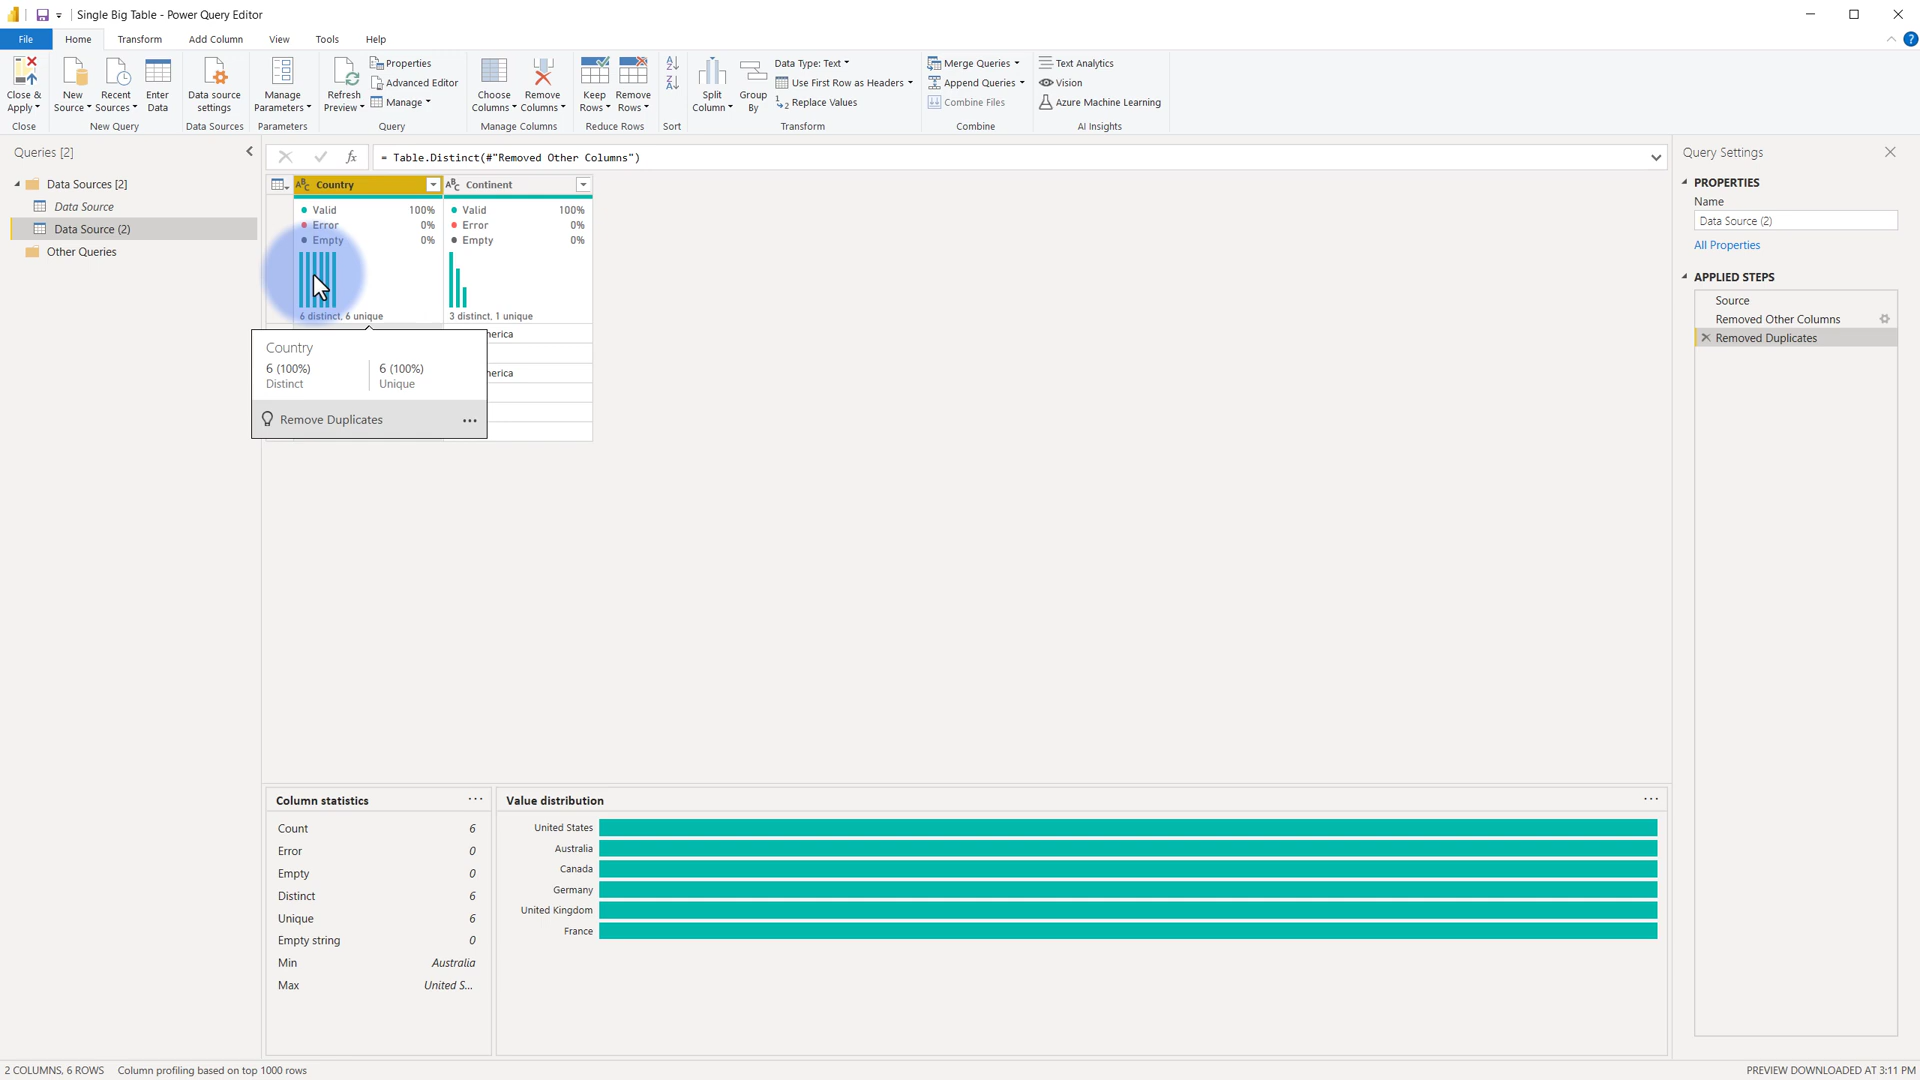 Single Big Table - Power Query Editor
File
Home
Transform
Add Column
View
Tools
Help
Close & Apply
New Source
Recent Sources
Enter Data
Data source settings
Manage Parameters
Refresh Preview
Properties
Advanced Editor
Manage
Choose Columns
Remove Columns
Keep Rows
Remove Rows
Split Column
Group By
Data Type: Text
Use First Row as Headers
Replace Values
Merge Queries
Append Queries
Combine Files
Text Analytics
Vision
Azure Machine Learning
Close
New Query
Data Sources
Parameters
Query
Manage Columns
Reduce Rows
Sort
Transform
Combine
AI Insights
Queries [2]
Data Sources [2]
Data Source
Data Source (2)
Other Queries
fx
= Table.Distinct(#"Removed Other Columns")
Country
Continent
Valid 100%
Error 0%
Empty 0%
6 distinct, 6 unique
Valid 100%
Error 0%
Empty 0%
3 distinct, 1 unique
Country
6 (100%)
Distinct
6 (100%)
Unique
Remove Duplicates
Query Settings
PROPERTIES
Name
Data Source (2)
All Properties
APPLIED STEPS
Source
Removed Other Columns
Removed Duplicates
Column statistics
Count 6
Error 0
Empty 0
Distinct 6
Unique 6
Empty string 0
Min Australia
Max United S...
Value distribution
United States
Australia
Canada
Germany
United Kingdom
France
2 COLUMNS, 6 ROWS
Column profiling based on top 1000 rows
PREVIEW DOWNLOADED AT 3:11 PM